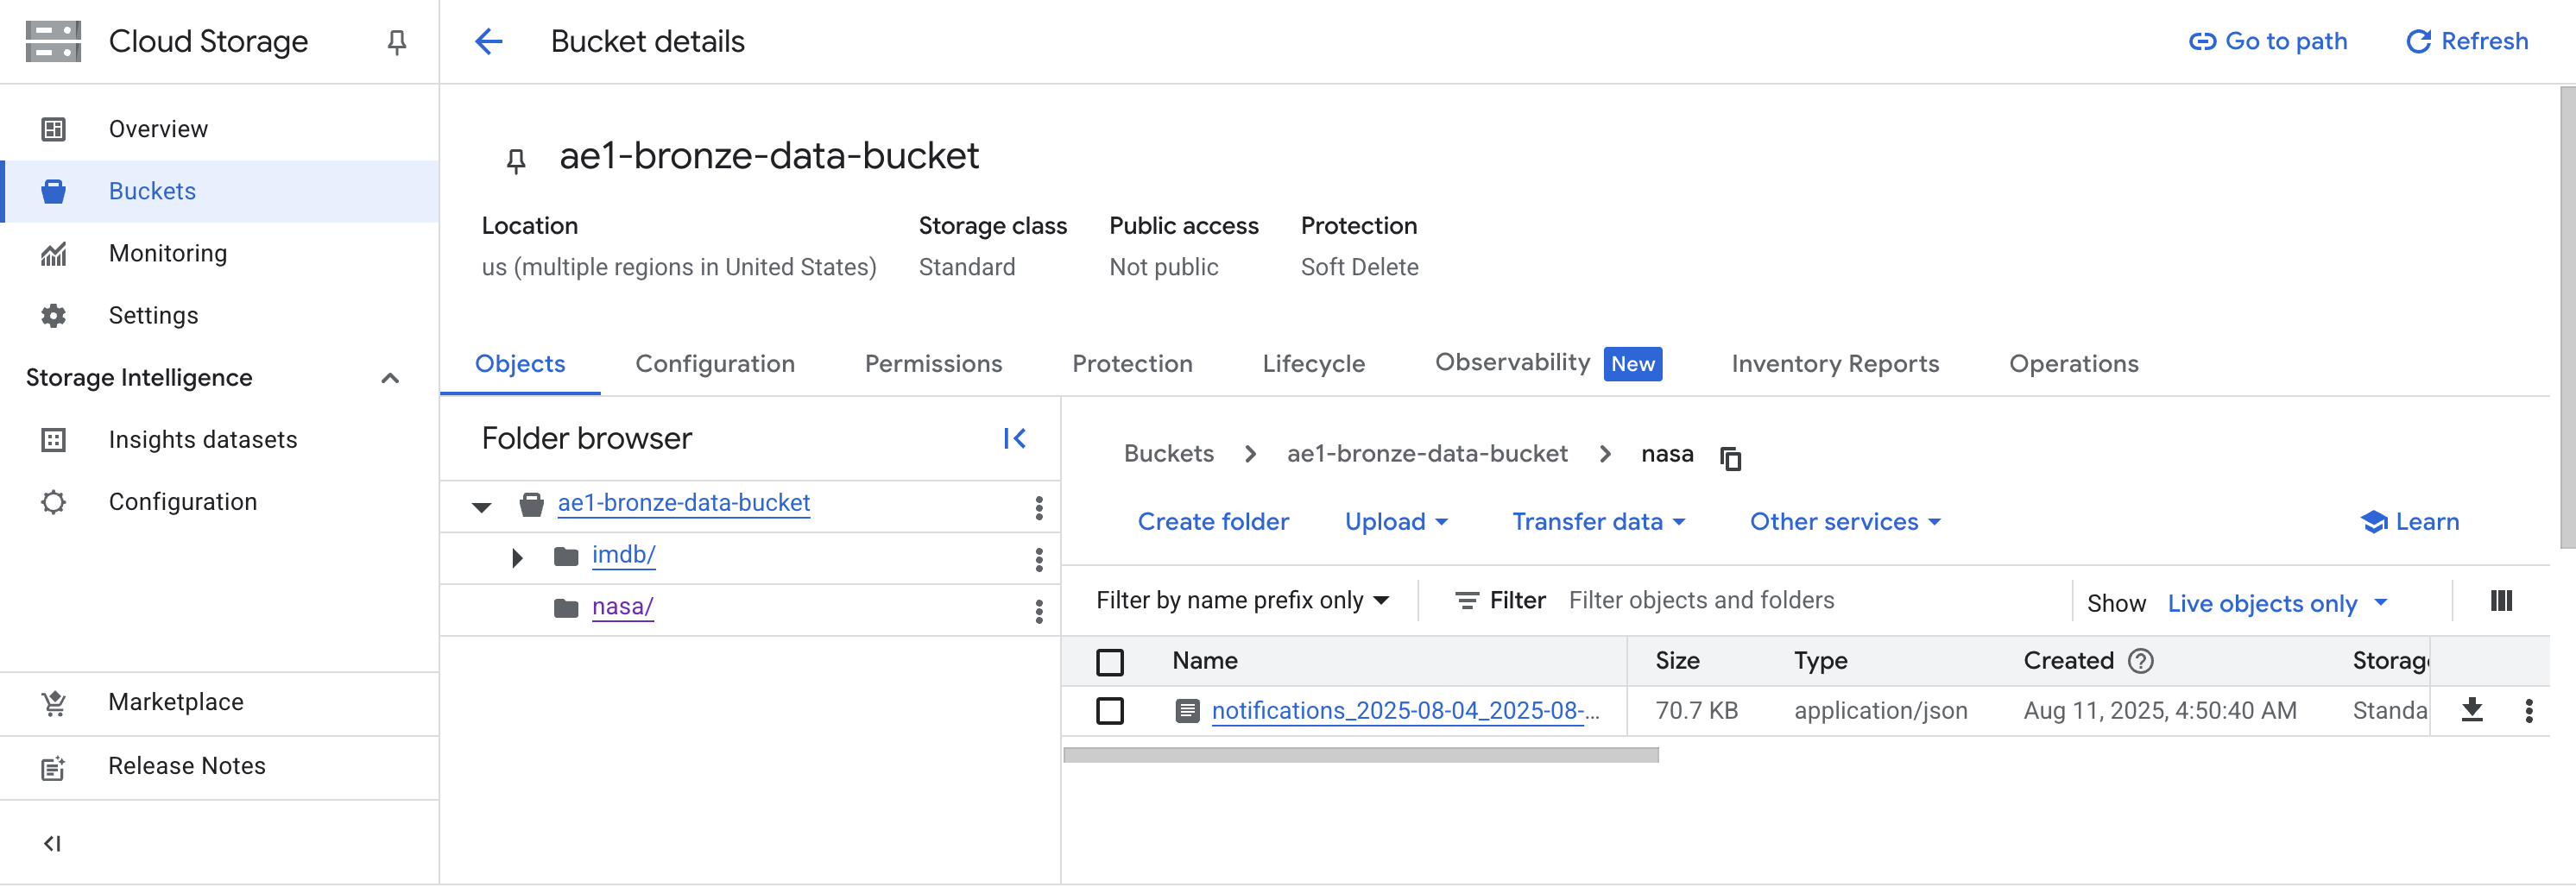 Cloud Storage
Bucket details
Go to path
Refresh
Overview
Buckets
Monitoring
Settings
Storage Intelligence
Insights datasets
Configuration
Marketplace
Release Notes
ae1-bronze-data-bucket
Location
Storage class
Public access
Protection
us (multiple regions in United States)
Standard
Not public
Soft Delete
Objects
Configuration
Permissions
Protection
Lifecycle
Observability
New
Inventory Reports
Operations
Folder browser
ae1-bronze-data-bucket
imdb/
nasa/
Buckets
ae1-bronze-data-bucket
nasa
Create folder
Upload
Transfer data
Other services
Learn
Filter by name prefix only
Filter
Filter objects and folders
Show
Live objects only
Name
Size
Type
Created
Storag
notifications_2025-08-04_2025-08-...
70.7 KB
application/json
Aug 11, 2025, 4:50:40 AM
Standa